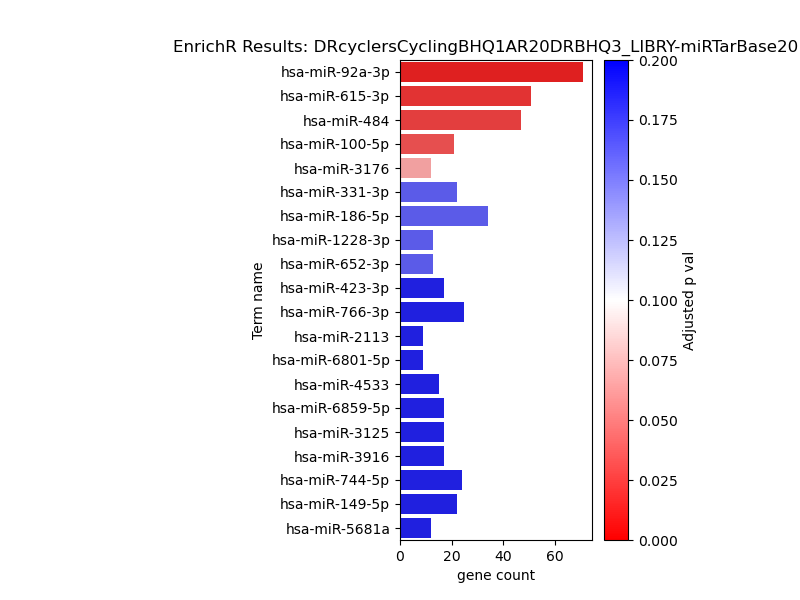 EnrichR Results: DRcyclersCyclingBHQ1AR20DRBHQ3_LIBRY-miRTarBase20
Term name
hsa-miR-92a-3p
hsa-miR-615-3p
hsa-miR-484
hsa-miR-100-5p
hsa-miR-3176
hsa-miR-331-3p
hsa-miR-186-5p
hsa-miR-1228-3p
hsa-miR-652-3p
hsa-miR-423-3p
hsa-miR-766-3p
hsa-miR-2113
hsa-miR-6801-5p
hsa-miR-4533
hsa-miR-6859-5p
hsa-miR-3125
hsa-miR-3916
hsa-miR-744-5p
hsa-miR-149-5p
hsa-miR-5681a
0 20 40 60
gene count
0.200
0.175
0.150
0.125
0.100
0.075
0.050
0.025
0.000
Adjusted p val